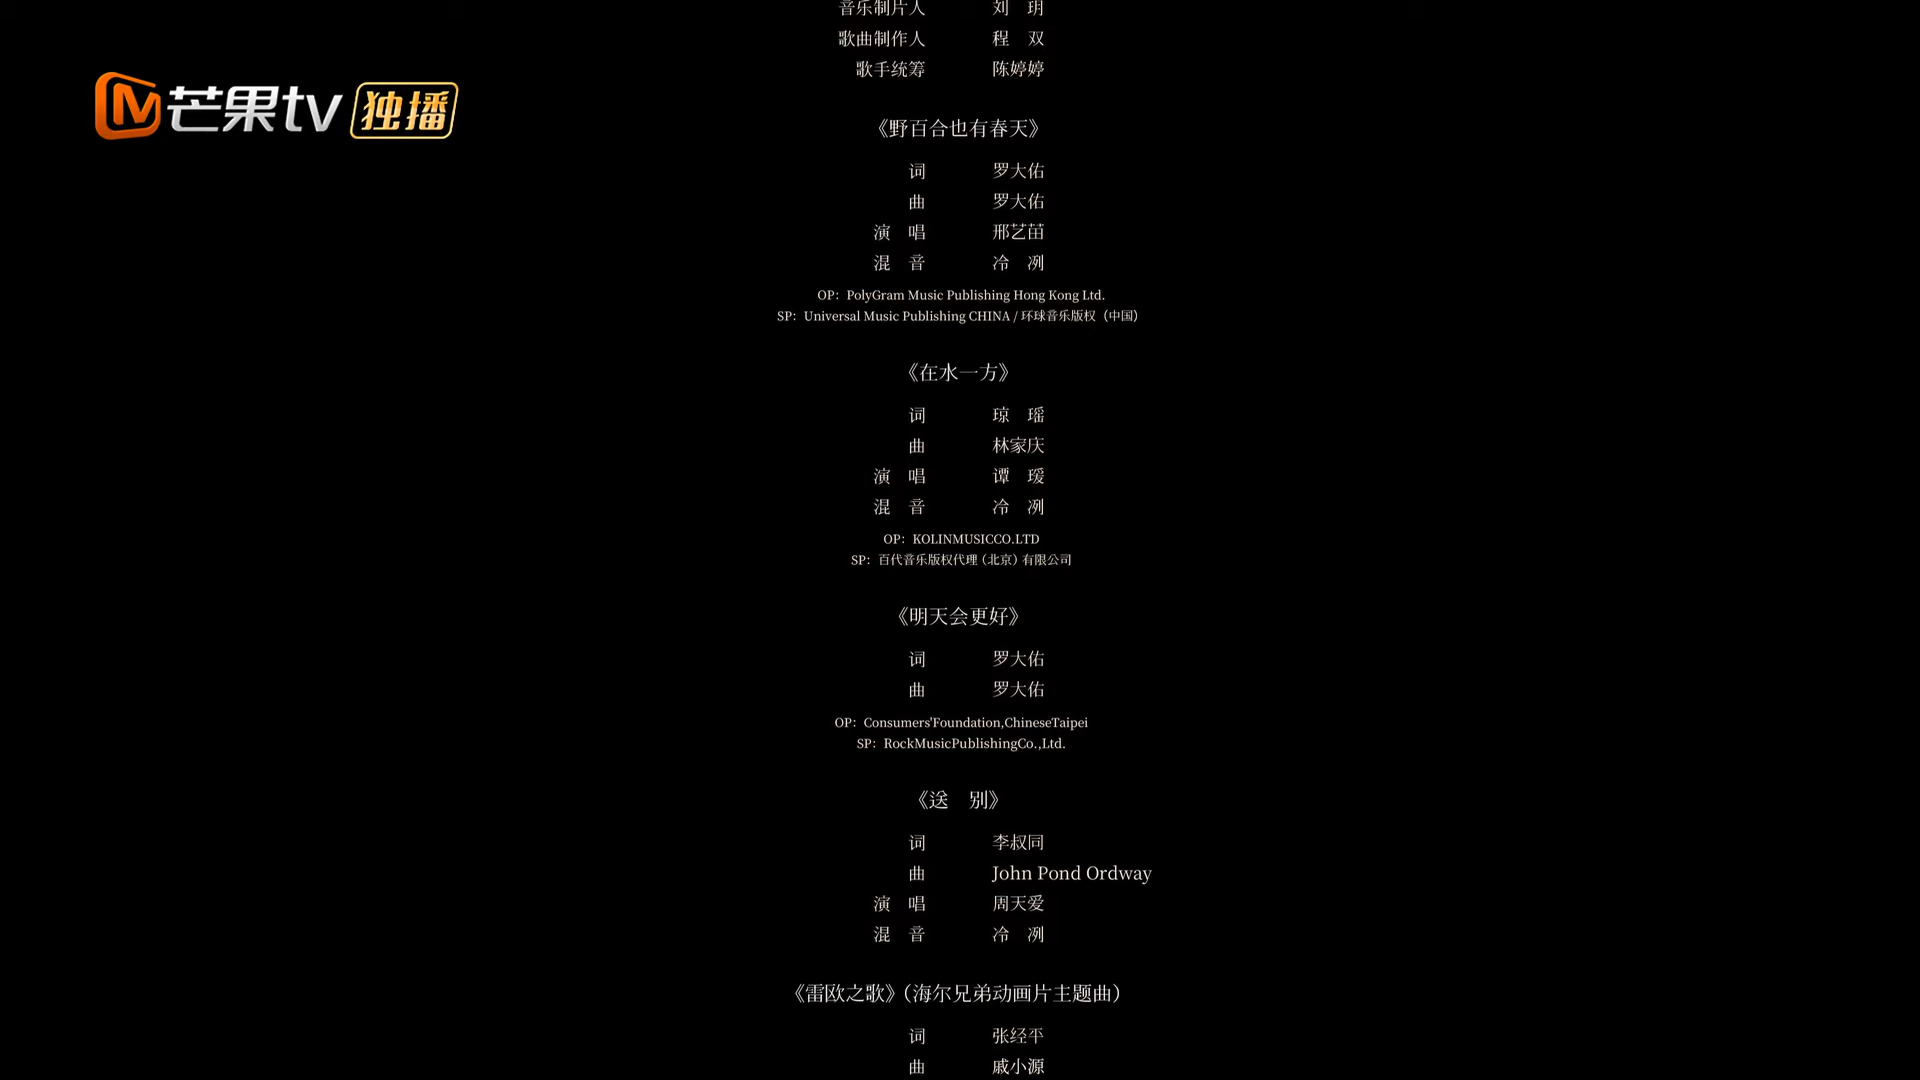 音乐制片人 刘 玥
歌曲制作人 程 双
歌手统筹 陈婷婷
芒果tv 独播
《野百合也有春天》
词 罗大佑
曲 罗大佑
演 唱 邢艺苗
混 音 冷 冽
OP：PolyGram Music Publishing Hong Kong Ltd.
SP：Universal Music Publishing CHINA / 环球音乐版权（中国）
《在水一方》
词 琼 瑶
曲 林家庆
演 唱 谭 瑗
混 音 冷 冽
OP：KOLINMUSICCO.LTD
SP：百代音乐版权代理（北京）有限公司
《明天会更好》
词 罗大佑
曲 罗大佑
OP：Consumers'Foundation,ChineseTaipei
SP：RockMusicPublishingCo.,Ltd.
《送 别》
词 李叔同
曲 John Pond Ordway
演 唱 周天爱
混 音 冷 冽
《雷欧之歌》（海尔兄弟动画片主题曲）
词 张经平
曲 戚小源